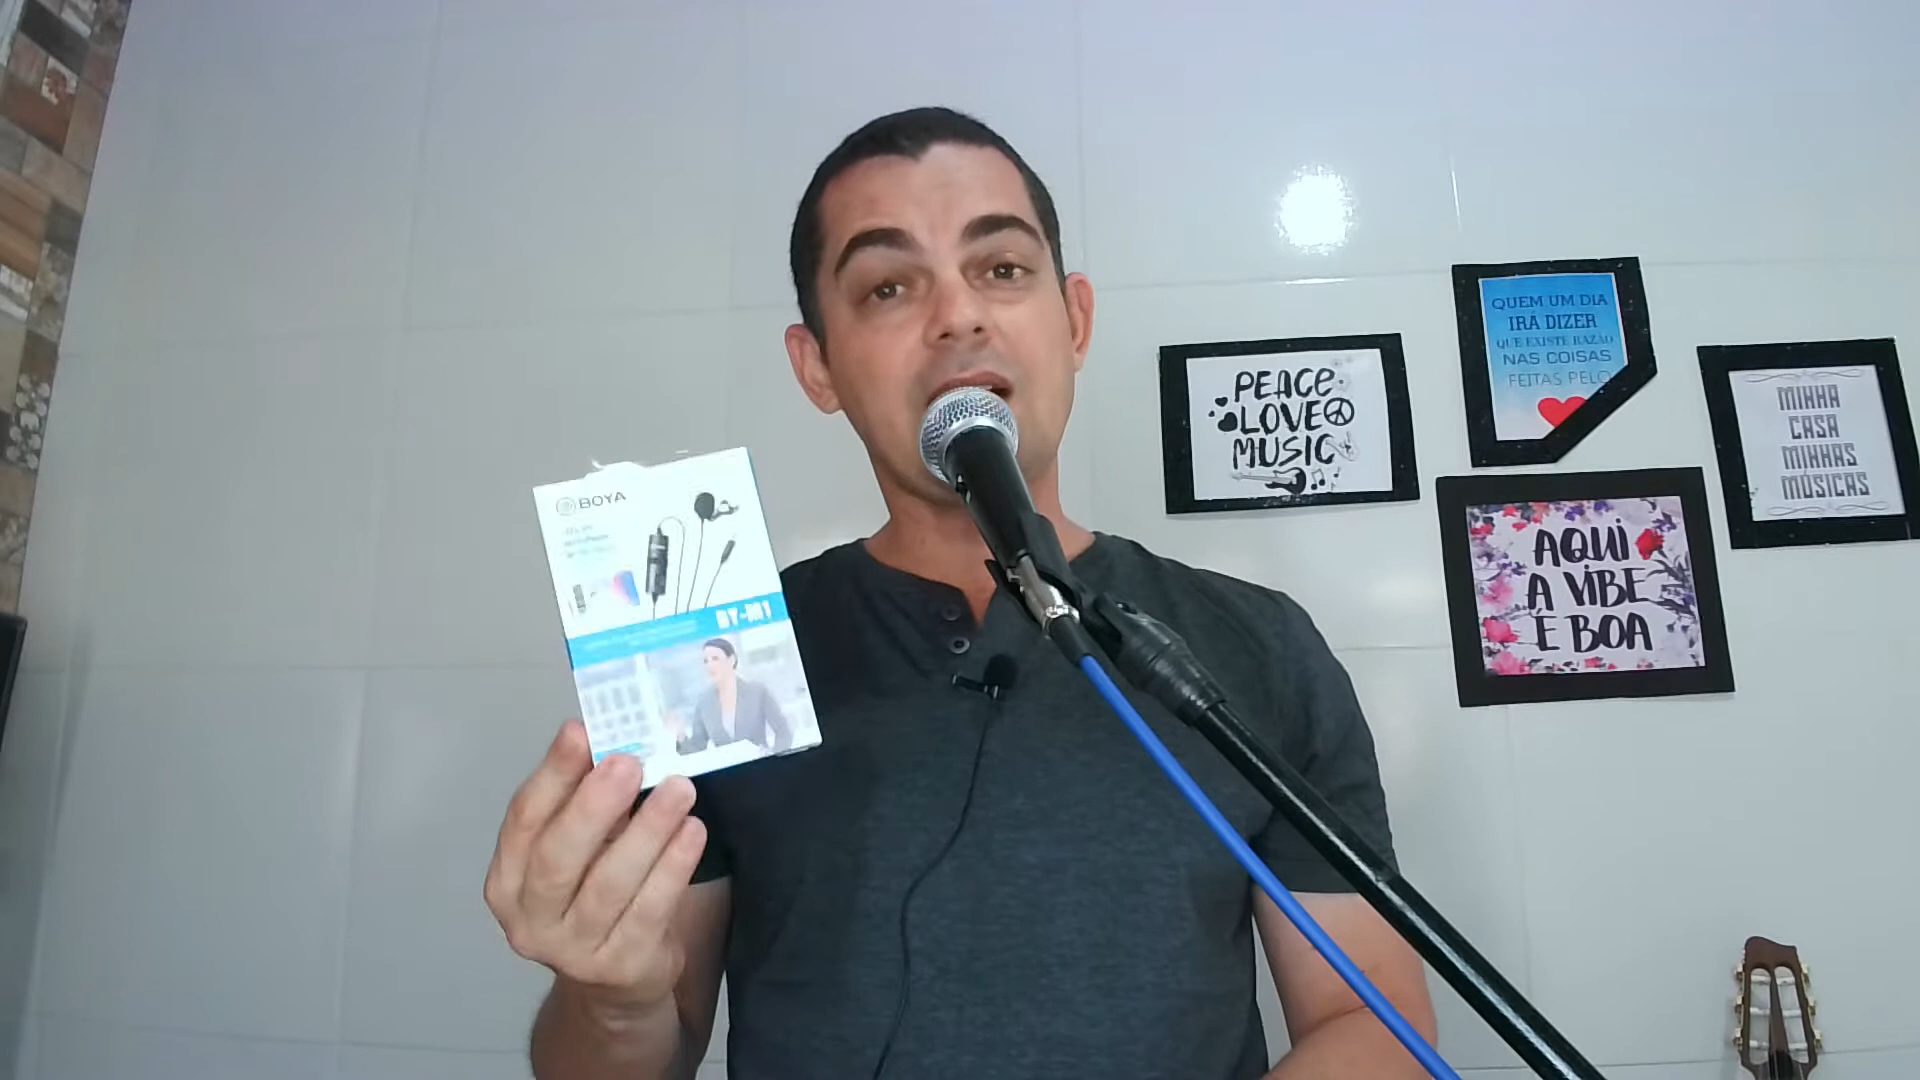 BOYA
BY-M1
PEACE
LOVE
MUSIC
QUEM UM DIA
IRÁ DIZER
QUE EXISTE RAZÃO
NAS COISAS
FEITAS PELO
MINHA
CASA
MINHAS
MÚSICAS
AQUI
A VIBE
É BOA